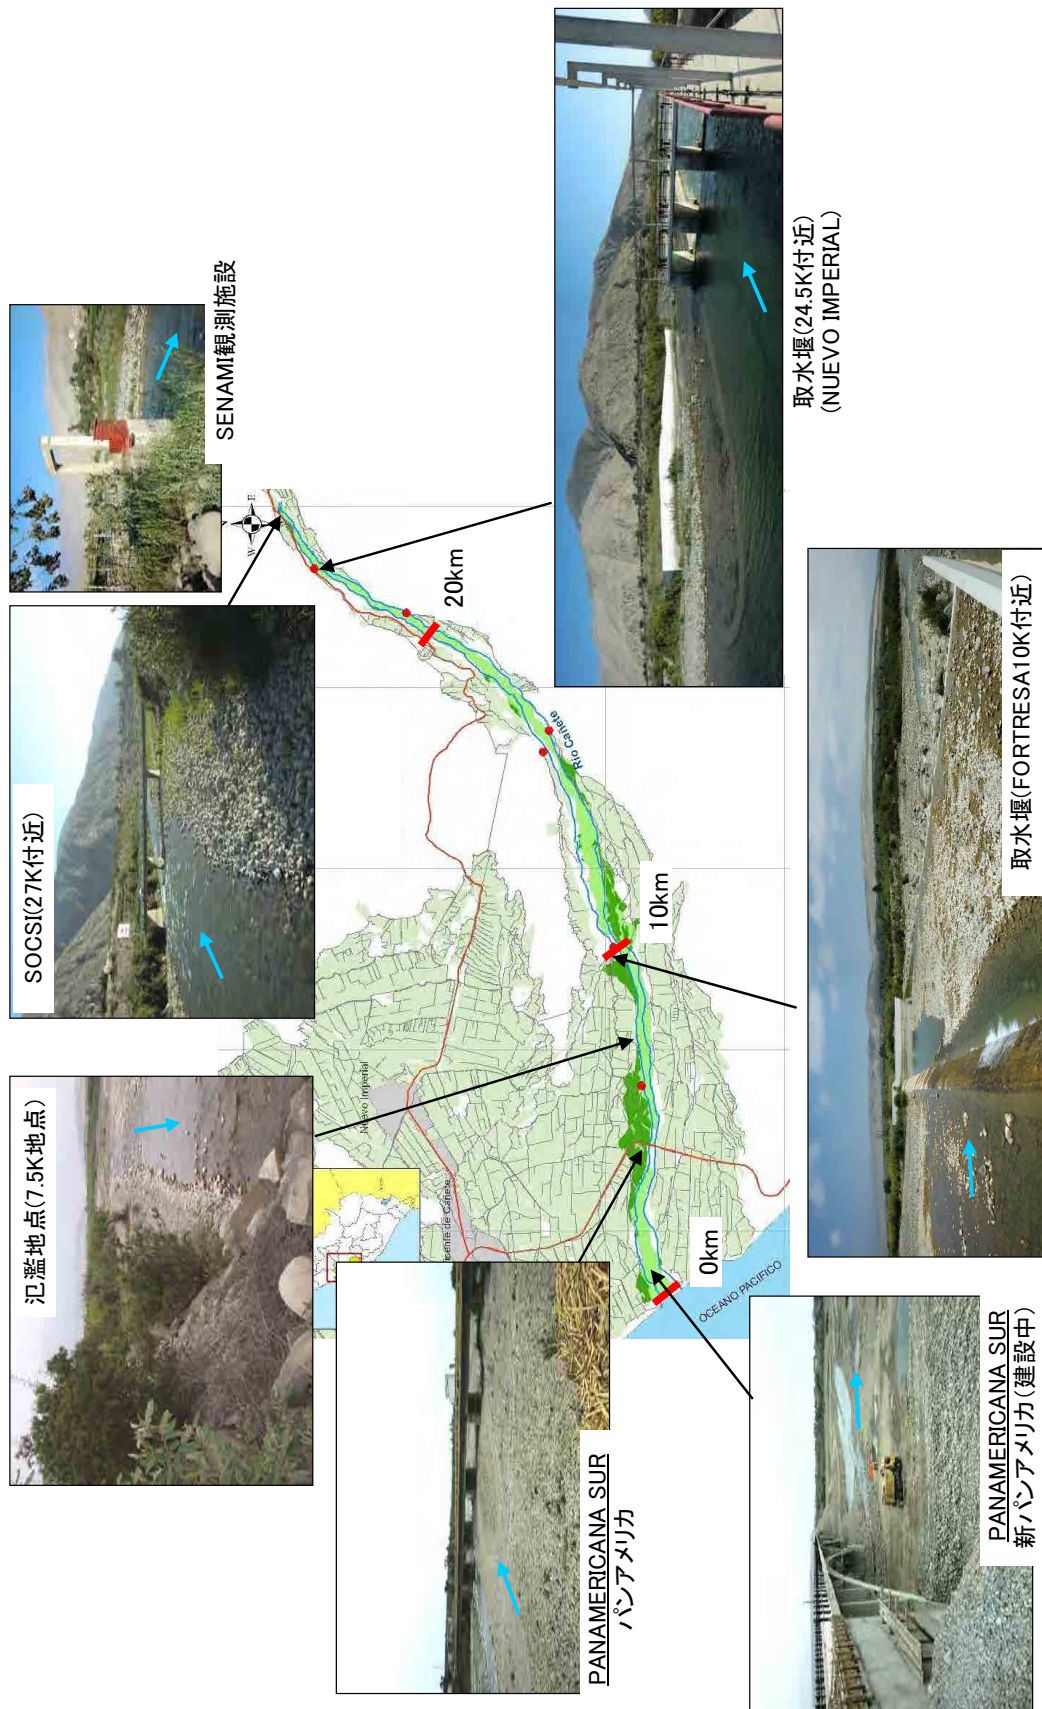 氾濫地点(7.5K地点)
SOCSI(27K付近)
SENAMI観測施設
PANAMERICANA SUR
パンアメリカ
Nuevo Imperial
cente de Cañete
Río Cañete
OCEANO PACIFICO
W
E
0km
10km
20km
PANAMERICANA SUR
新パンアメリカ(建設中)
取水堰(FORTRESA10K付近)
取水堰(24.5K付近)
(NUEVO IMPERIAL)